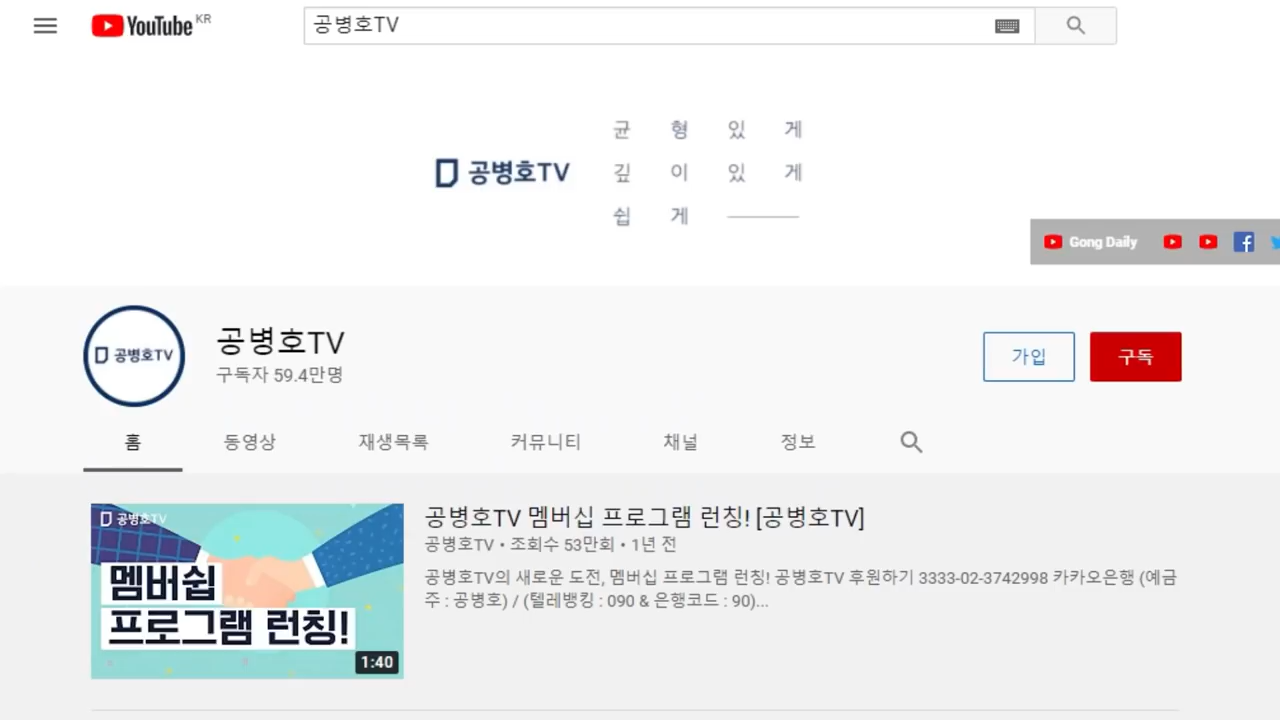 YouTube KR
공병호TV
공병호TV
균형있게
깊이있게
쉽게
Gong Daily
공병호TV
공병호TV
구독자 59.4만명
가입
구독
홈
동영상
재생목록
커뮤니티
채널
정보
공병호TV
멤버쉽
프로그램 런칭!
1:40
공병호TV 멤버십 프로그램 런칭! [공병호TV]
공병호TV • 조회수 53만회 • 1년 전
공병호TV의 새로운 도전, 멤버십 프로그램 런칭! 공병호TV 후원하기 3333-02-3742998 카카오은행 (예금
주 : 공병호) / (텔레뱅킹 : 090 & 은행코드 : 90)...